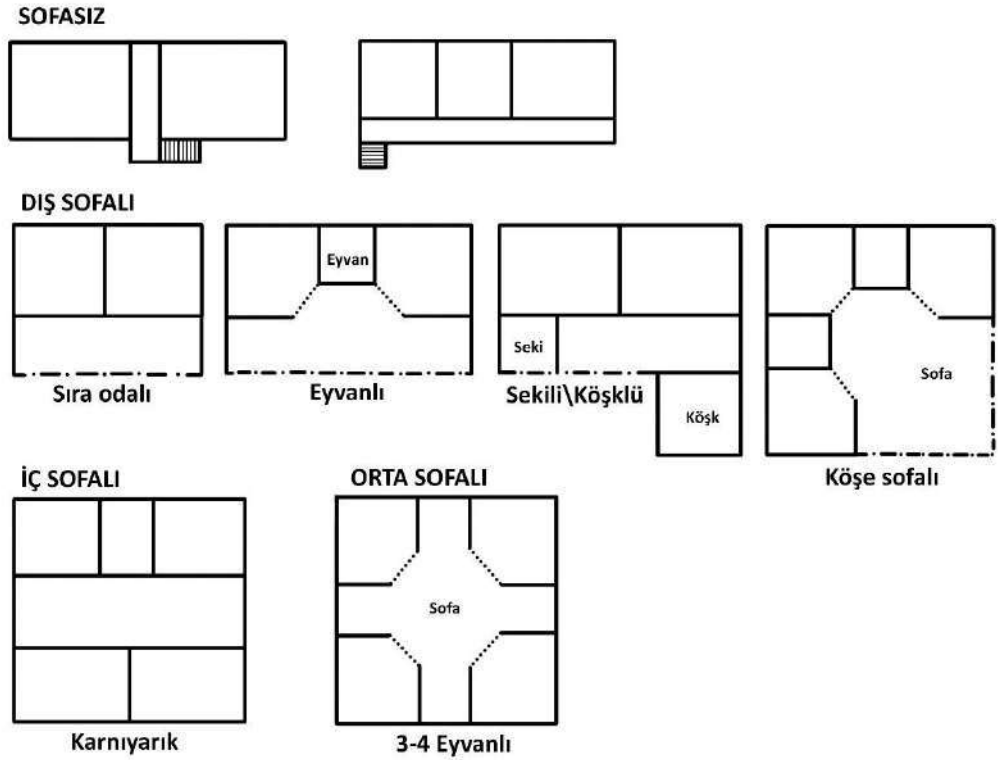 SOFASIZ
DIŞ SOFALI
Eyvan
Seki
Köşk
Sofa
Sıra odalı
Eyvanlı
Sekili\Köşklü
Köşe sofalı
İÇ SOFALI
ORTA SOFALI
Sofa
Karnıyarık
3-4 Eyvanlı